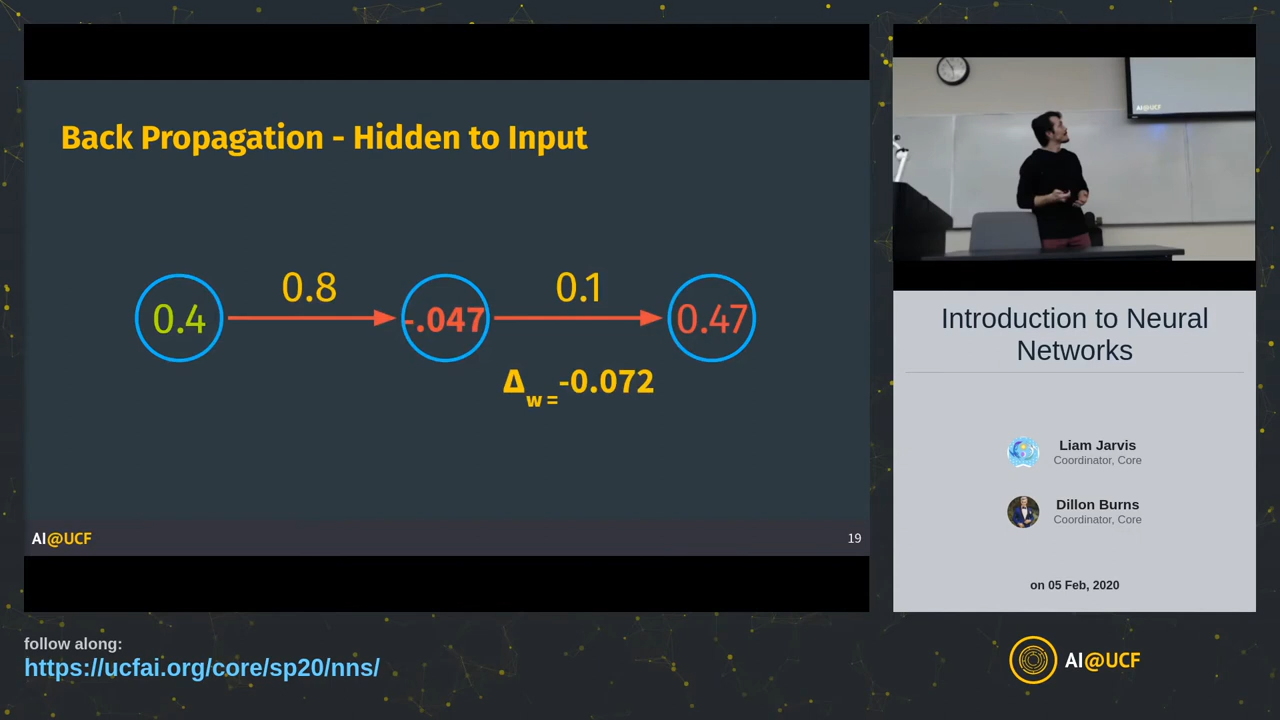 Back Propagation - Hidden to Input
0.8
0.1
0.4
-.047
0.47
Δw = -0.072
AI@UCF
19
AI@UCF
Introduction to Neural
Networks
Liam Jarvis
Coordinator, Core
Dillon Burns
Coordinator, Core
on 05 Feb, 2020
follow along:
https://ucfai.org/core/sp20/nns/
AI@UCF